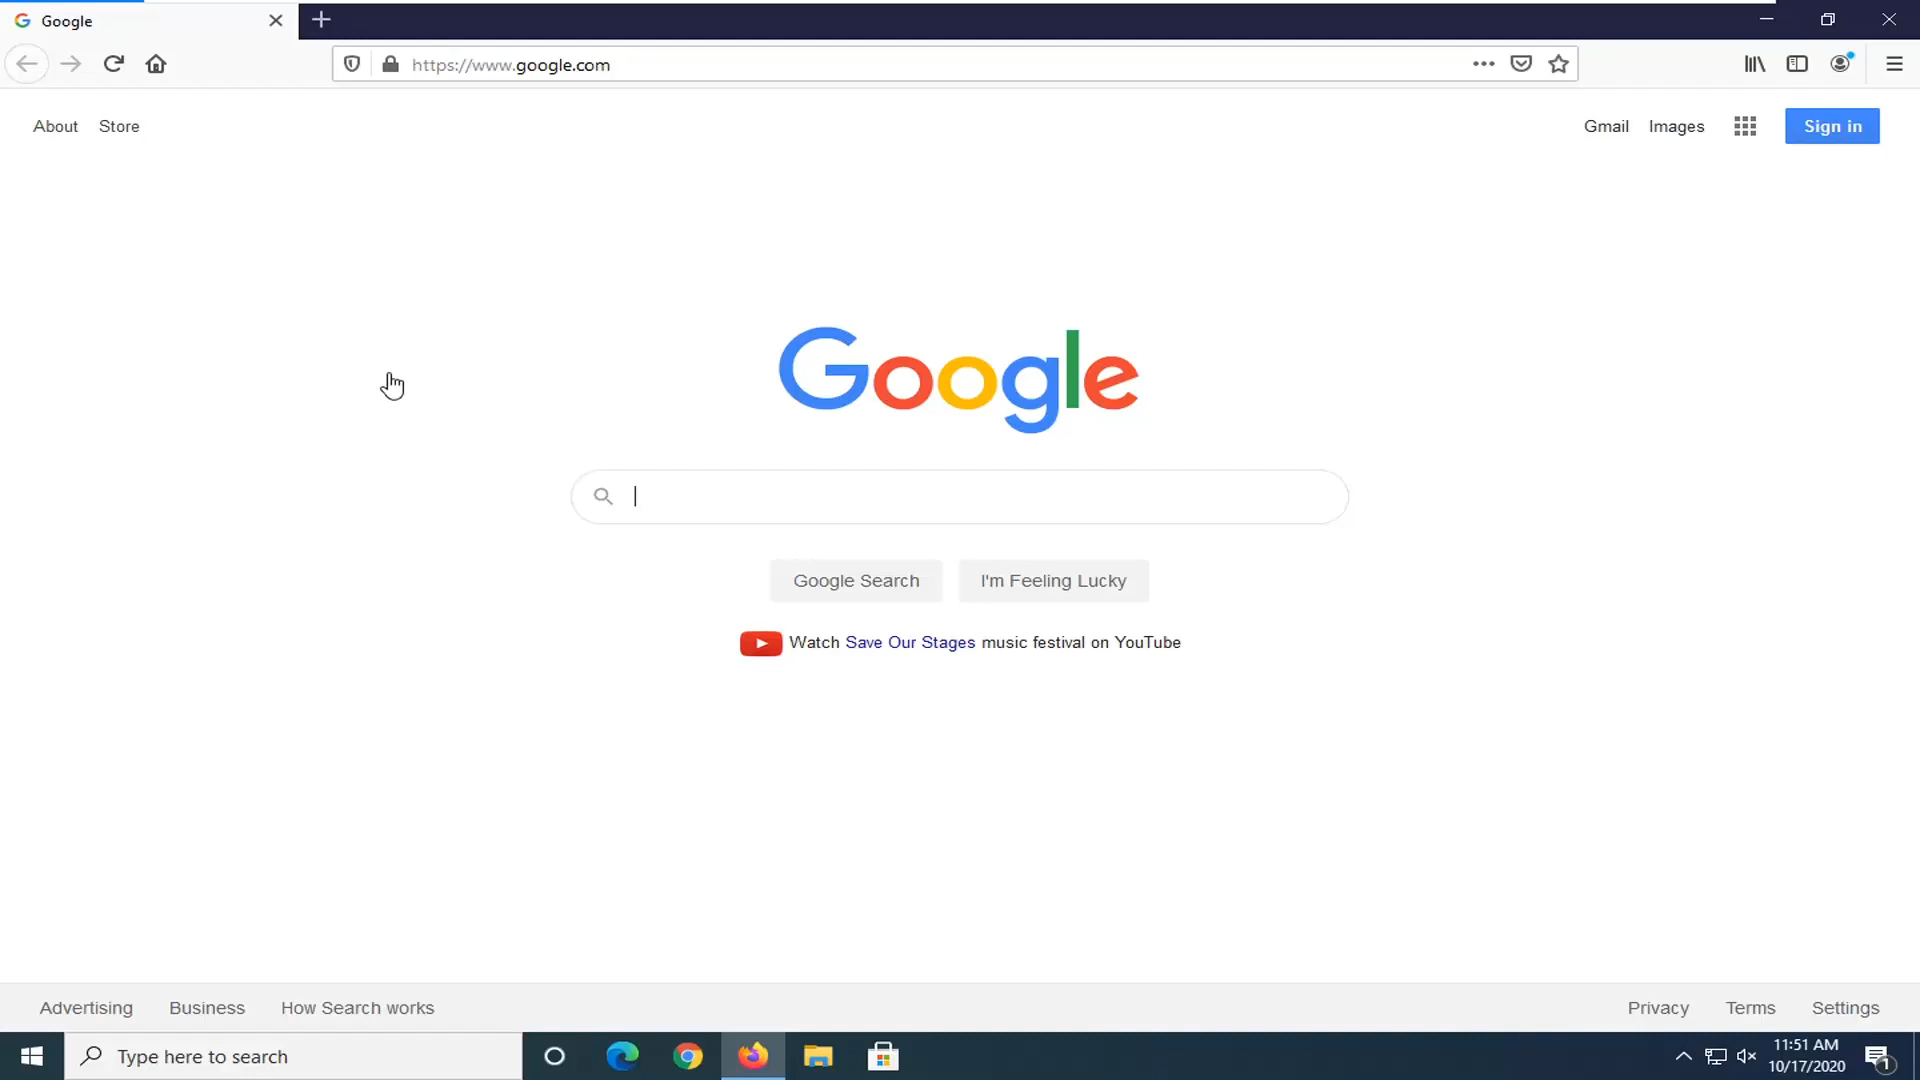 Google
https://www.google.com
About Store
Gmail Images Sign in
Google
Google Search I'm Feeling Lucky
Watch Save Our Stages music festival on YouTube
Advertising Business How Search works
Privacy Terms Settings
Type here to search
11:51 AM
10/17/2020
1